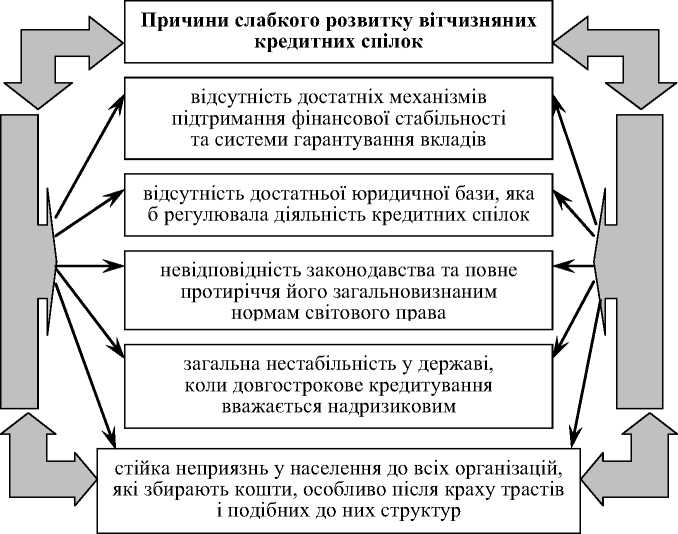 Причини слабкого розвитку вітчизняних
кредитних спілок
відсутність достатніх механізмів
підтримання фінансової стабільності
та системи гарантування вкладів
відсутність достатньої юридичної бази, яка
б регулювала діяльність кредитних спілок
невідповідність законодавства та повне
протиріччя його загальновизнаним
нормам світового права
загальна нестабільність у державі,
коли довгострокове кредитування
вважається надризиковим
стійка неприязнь у населення до всіх організацій,
які збирають кошти, особливо після краху трастів
і подібних до них структур